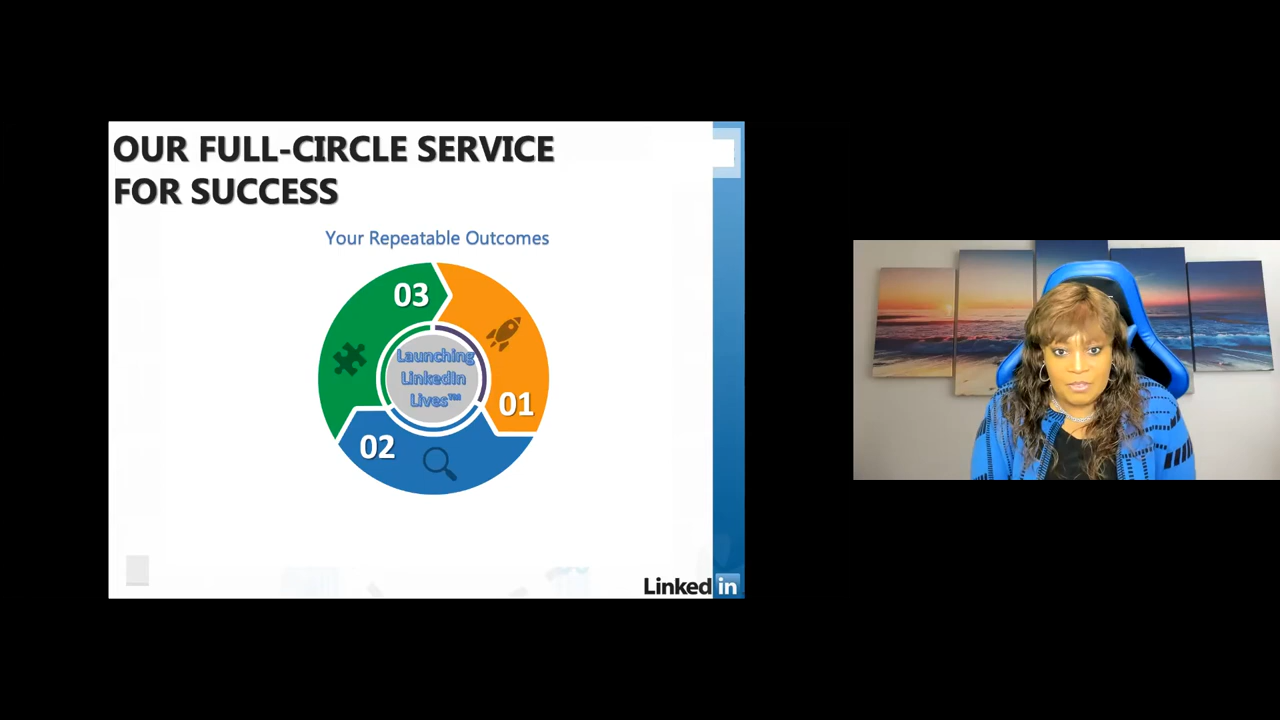 OUR FULL-CIRCLE SERVICE
FOR SUCCESS
Your Repeatable Outcomes
03
Launching
LinkedIn
Lives™
01
02
Linked in